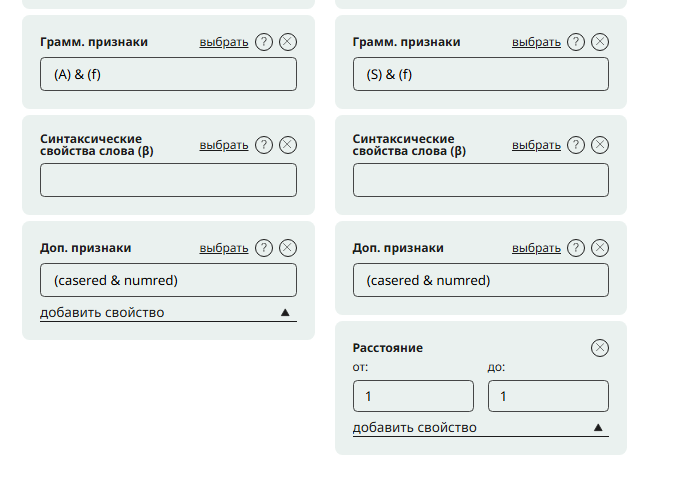 Грамм. признаки выбрать ?
(A) & (f)
Синтаксические
свойства слова (β) выбрать ?
Доп. признаки выбрать ?
(casered & numred)
добавить свойство
Грамм. признаки выбрать ?
(S) & (f)
Синтаксические
свойства слова (β) выбрать ?
Доп. признаки выбрать ?
(casered & numred)
Расстояние
от: до:
1 1
добавить свойство